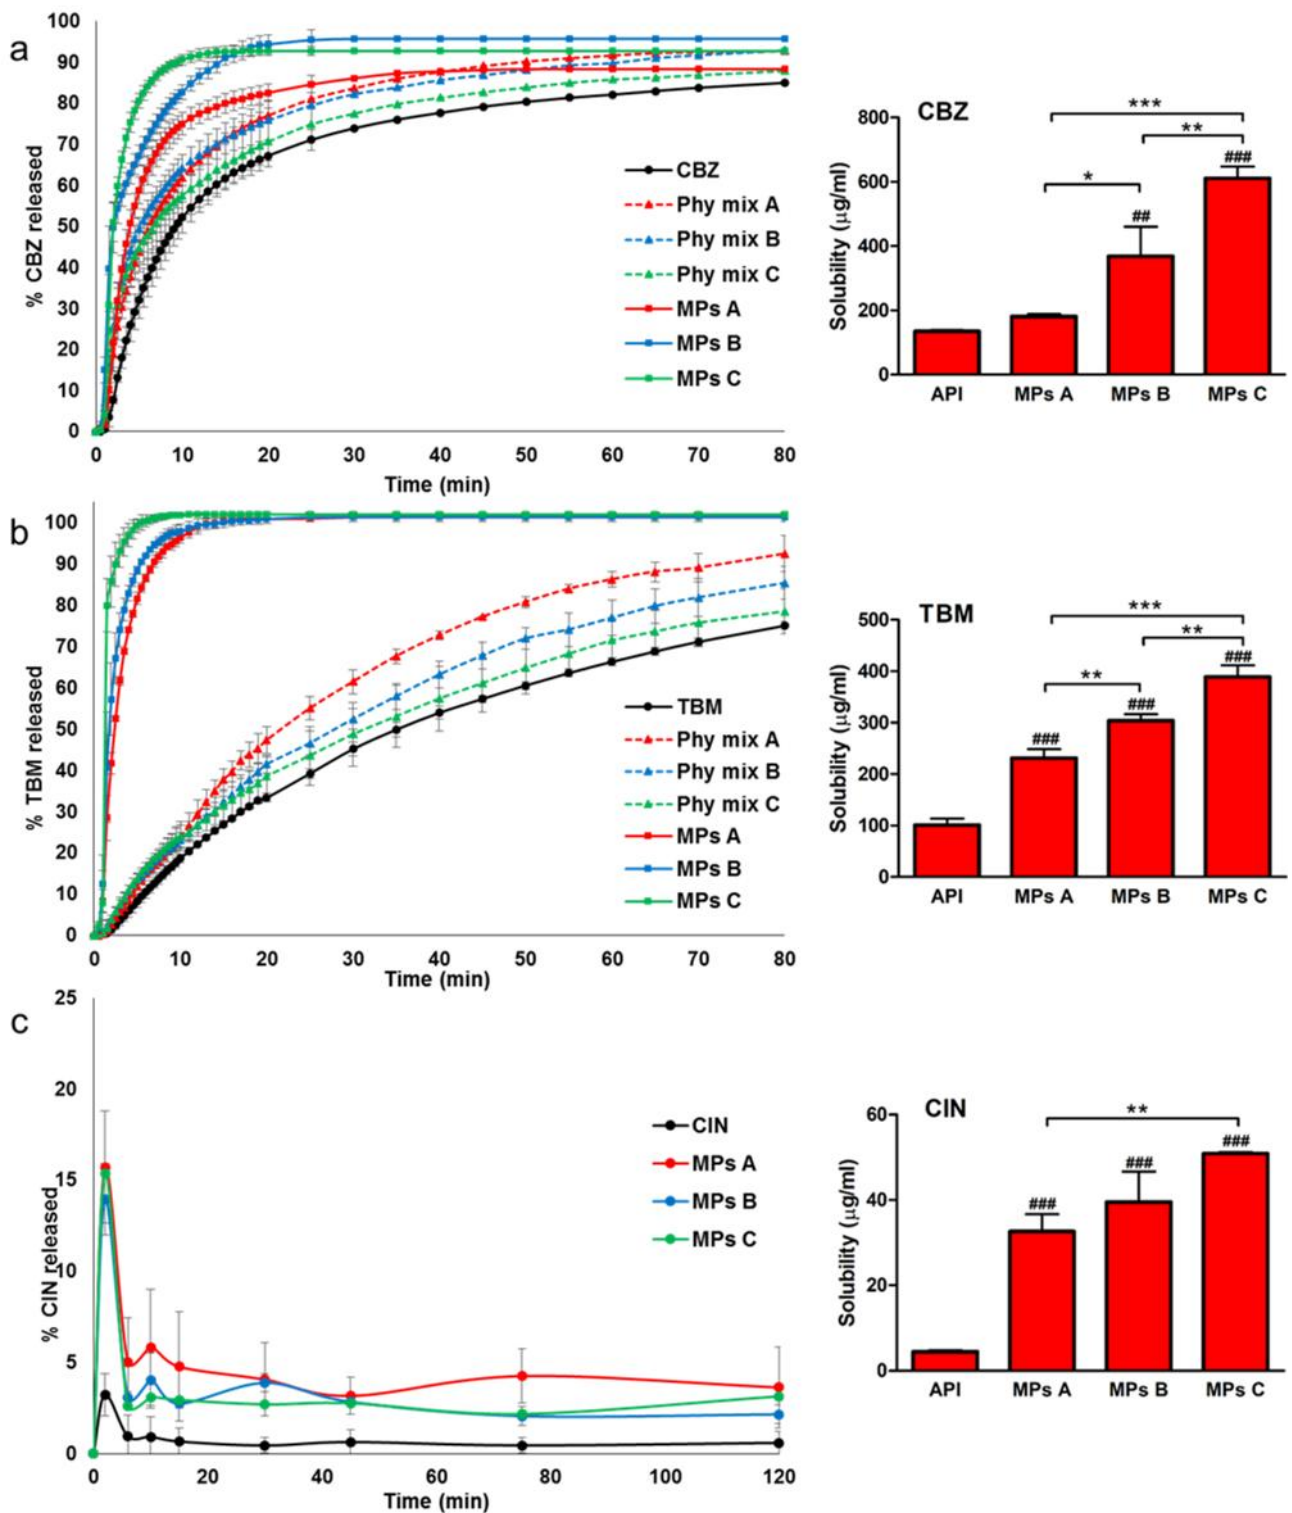 a
100
90
80
70
60
50
40
30
20
10
0
% CBZ released
0 10 20 30 40 50 60 70 80
Time (min)
CBZ
Phy mix A
Phy mix B
Phy mix C
MPs A
MPs B
MPs C
CBZ
800
600
400
200
0
Solubility (µg/ml)
***
**
*
##
###
API MPs A MPs B MPs C
b
100
90
80
70
60
50
40
30
20
10
0
% TBM released
0 10 20 30 40 50 60 70 80
Time (min)
TBM
Phy mix A
Phy mix B
Phy mix C
MPs A
MPs B
MPs C
TBM
500
400
300
200
100
0
Solubility (µg/ml)
***
**
**
###
###
###
API MPs A MPs B MPs C
c
25
20
15
10
5
0
% CIN released
0 20 40 60 80 100 120
Time (min)
CIN
MPs A
MPs B
MPs C
CIN
60
40
20
0
Solubility (µg/ml)
**
###
###
###
API MPs A MPs B MPs C